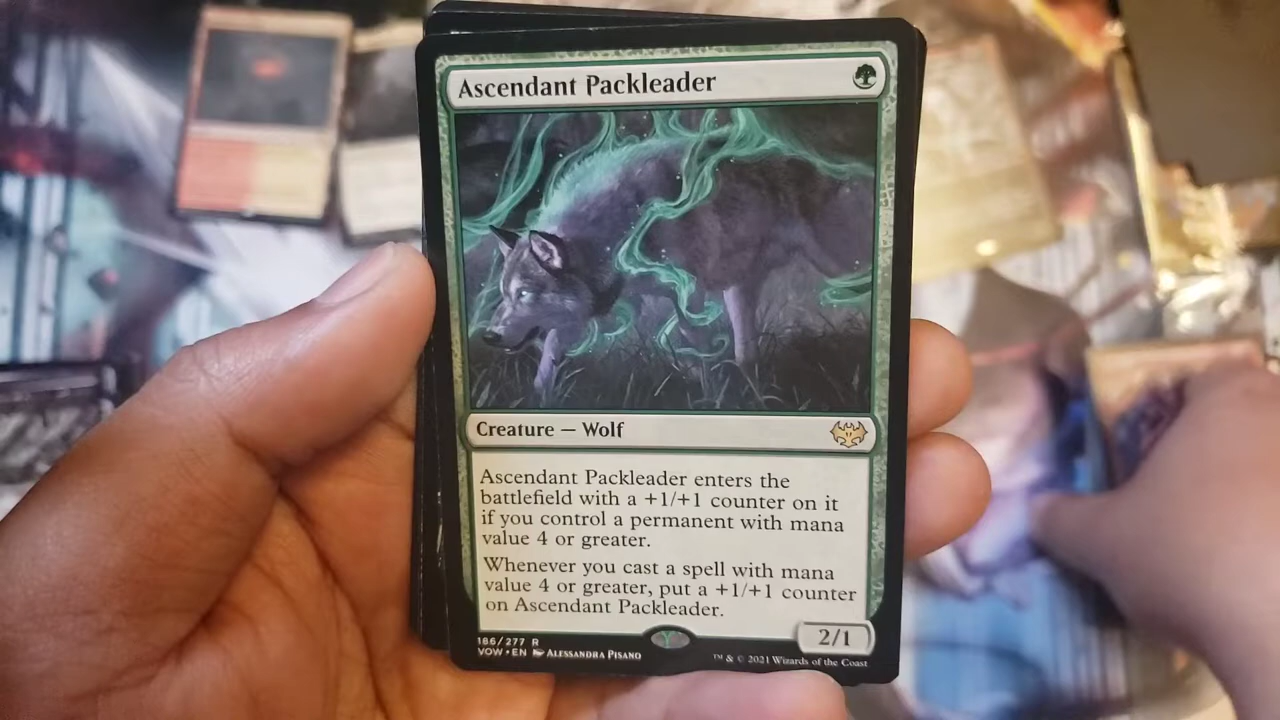 Ascendant Packleader
Creature — Wolf
Ascendant Packleader enters the
battlefield with a +1/+1 counter on it
if you control a permanent with mana
value 4 or greater.
Whenever you cast a spell with mana
value 4 or greater, put a +1/+1 counter
on Ascendant Packleader.
2/1
186/277 R
VOW • EN Alessandra Pisano
™ & © 2021 Wizards of the Coast